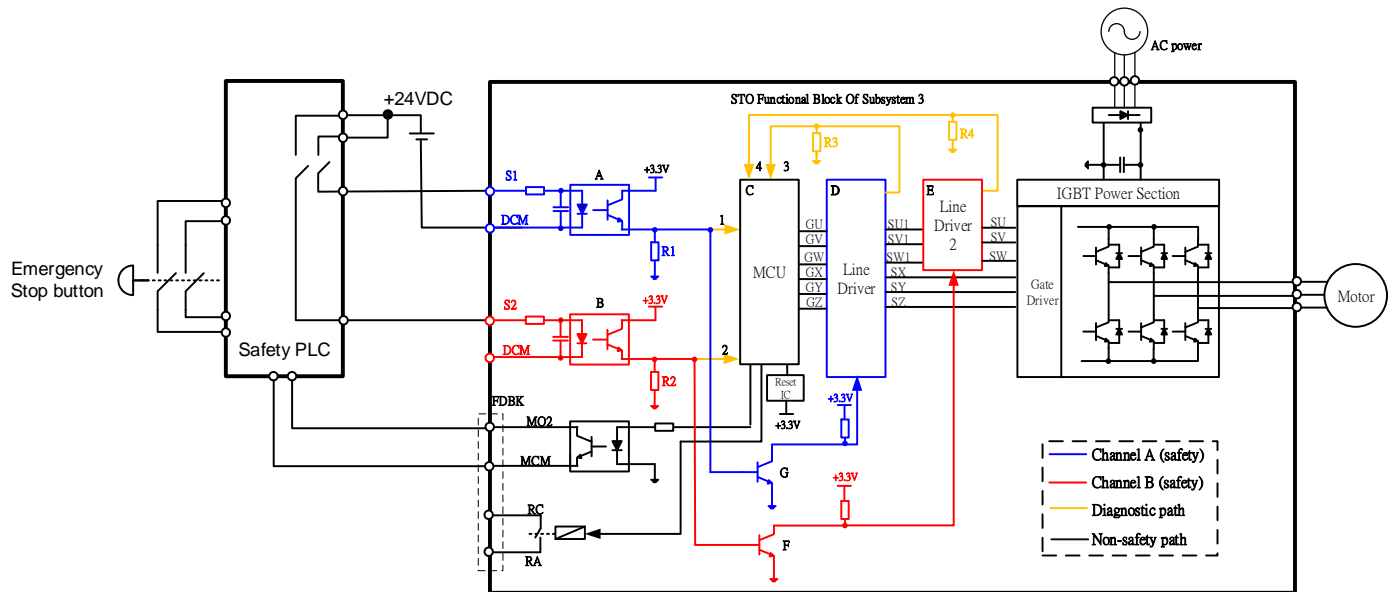 AC power
+24VDC
STO Functional Block Of Subsystem 3
R4
R3
S1
A
+3.3V
4
3
C
D
E
IGBT Power Section
DCM
1
R1
GU
GV
GW
GX
GY
GZ
MCU
Line
Driver
SU1
SV1
SW1
SX
SY
SZ
Line
Driver
2
SU
SV
SW
Gate
Driver
Motor
Emergency
Stop button
Safety PLC
S2
B
+3.3V
DCM
2
R2
Reset
IC
+3.3V
+3.3V
FDBK
MO2
MCM
G
+3.3V
F
RC
RA
Channel A (safety)
Channel B (safety)
Diagnostic path
Non-safety path